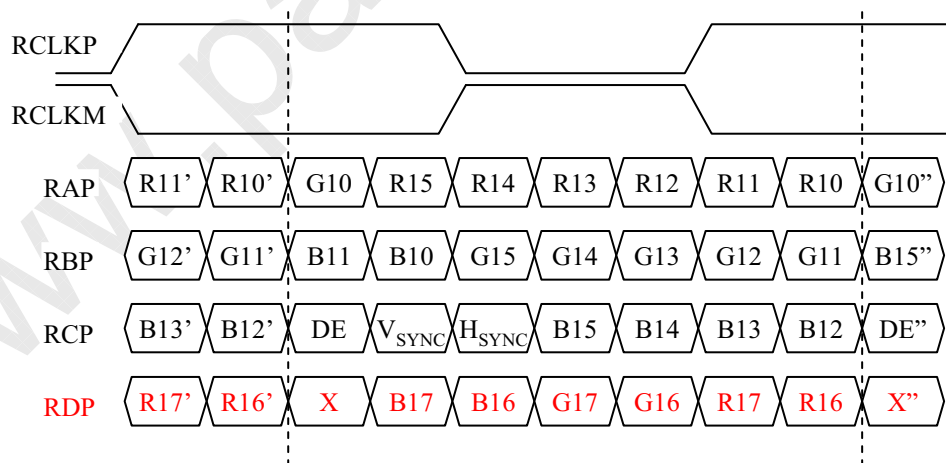 www.pa
RCLKP
RCLKM
RAP R11’ R10’ G10 R15 R14 R13 R12 R11 R10 G10”
RBP G12’ G11’ B11 B10 G15 G14 G13 G12 G11 B15”
RCP B13’ B12’ DE VSYNC HSYNC B15 B14 B13 B12 DE”
RDP R17’ R16’ X B17 B16 G17 G16 R17 R16 X”